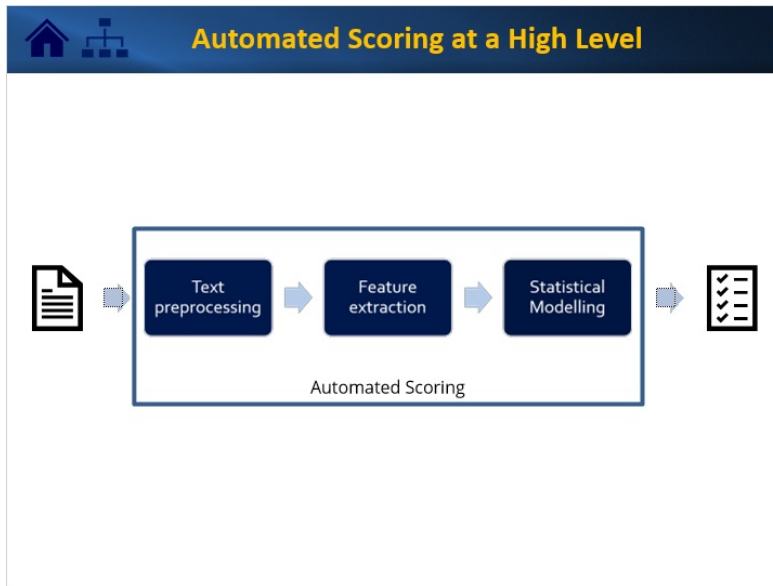 Automated Scoring at a High Level
Text
preprocessing
Feature
extraction
Statistical
Modelling
Automated Scoring